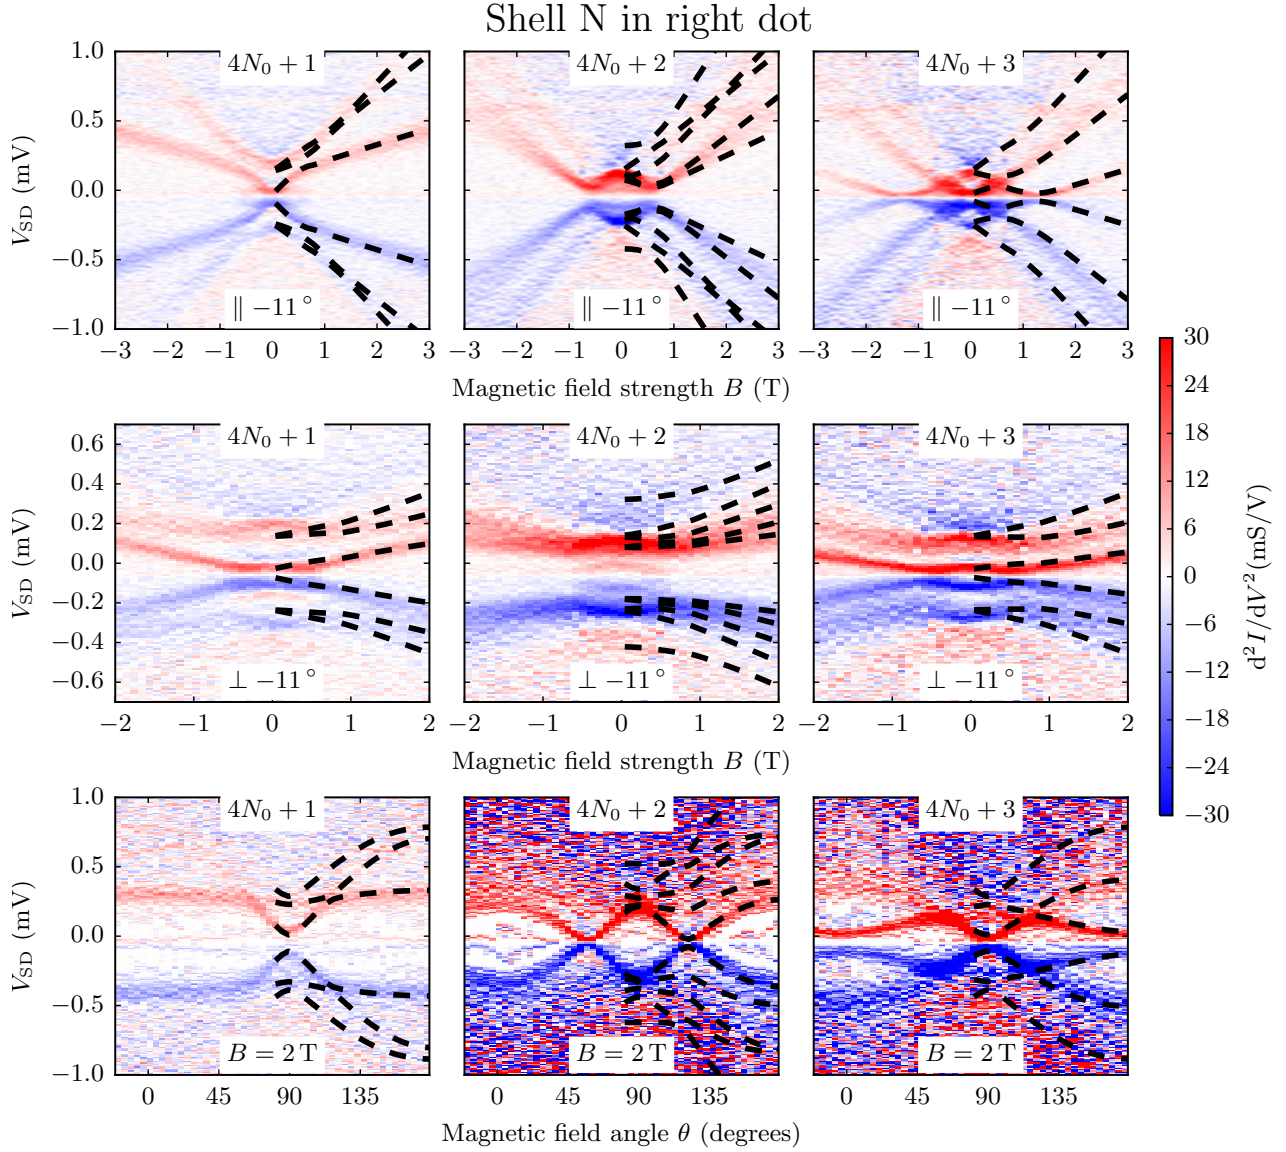 Shell N in right dot
4N₀ + 1
4N₀ + 2
4N₀ + 3
1.0
0.5
0.0
−0.5
−1.0
V_SD (mV)
∥ −11°
∥ −11°
∥ −11°
−3 −2 −1 0 1 2 3
−3 −2 −1 0 1 2 3
−3 −2 −1 0 1 2 3
Magnetic field strength B (T)
4N₀ + 1
4N₀ + 2
4N₀ + 3
0.6
0.4
0.2
0.0
−0.2
−0.4
−0.6
V_SD (mV)
⊥ −11°
⊥ −11°
⊥ −11°
−2 −1 0 1 2
−2 −1 0 1 2
−2 −1 0 1 2
Magnetic field strength B (T)
4N₀ + 1
4N₀ + 2
4N₀ + 3
1.0
0.5
0.0
−0.5
−1.0
V_SD (mV)
B = 2 T
B = 2 T
B = 2 T
0 45 90 135
0 45 90 135
0 45 90 135
Magnetic field angle θ (degrees)
30
24
18
12
6
0
−6
−12
−18
−24
−30
d²I/dV² (mS/V)